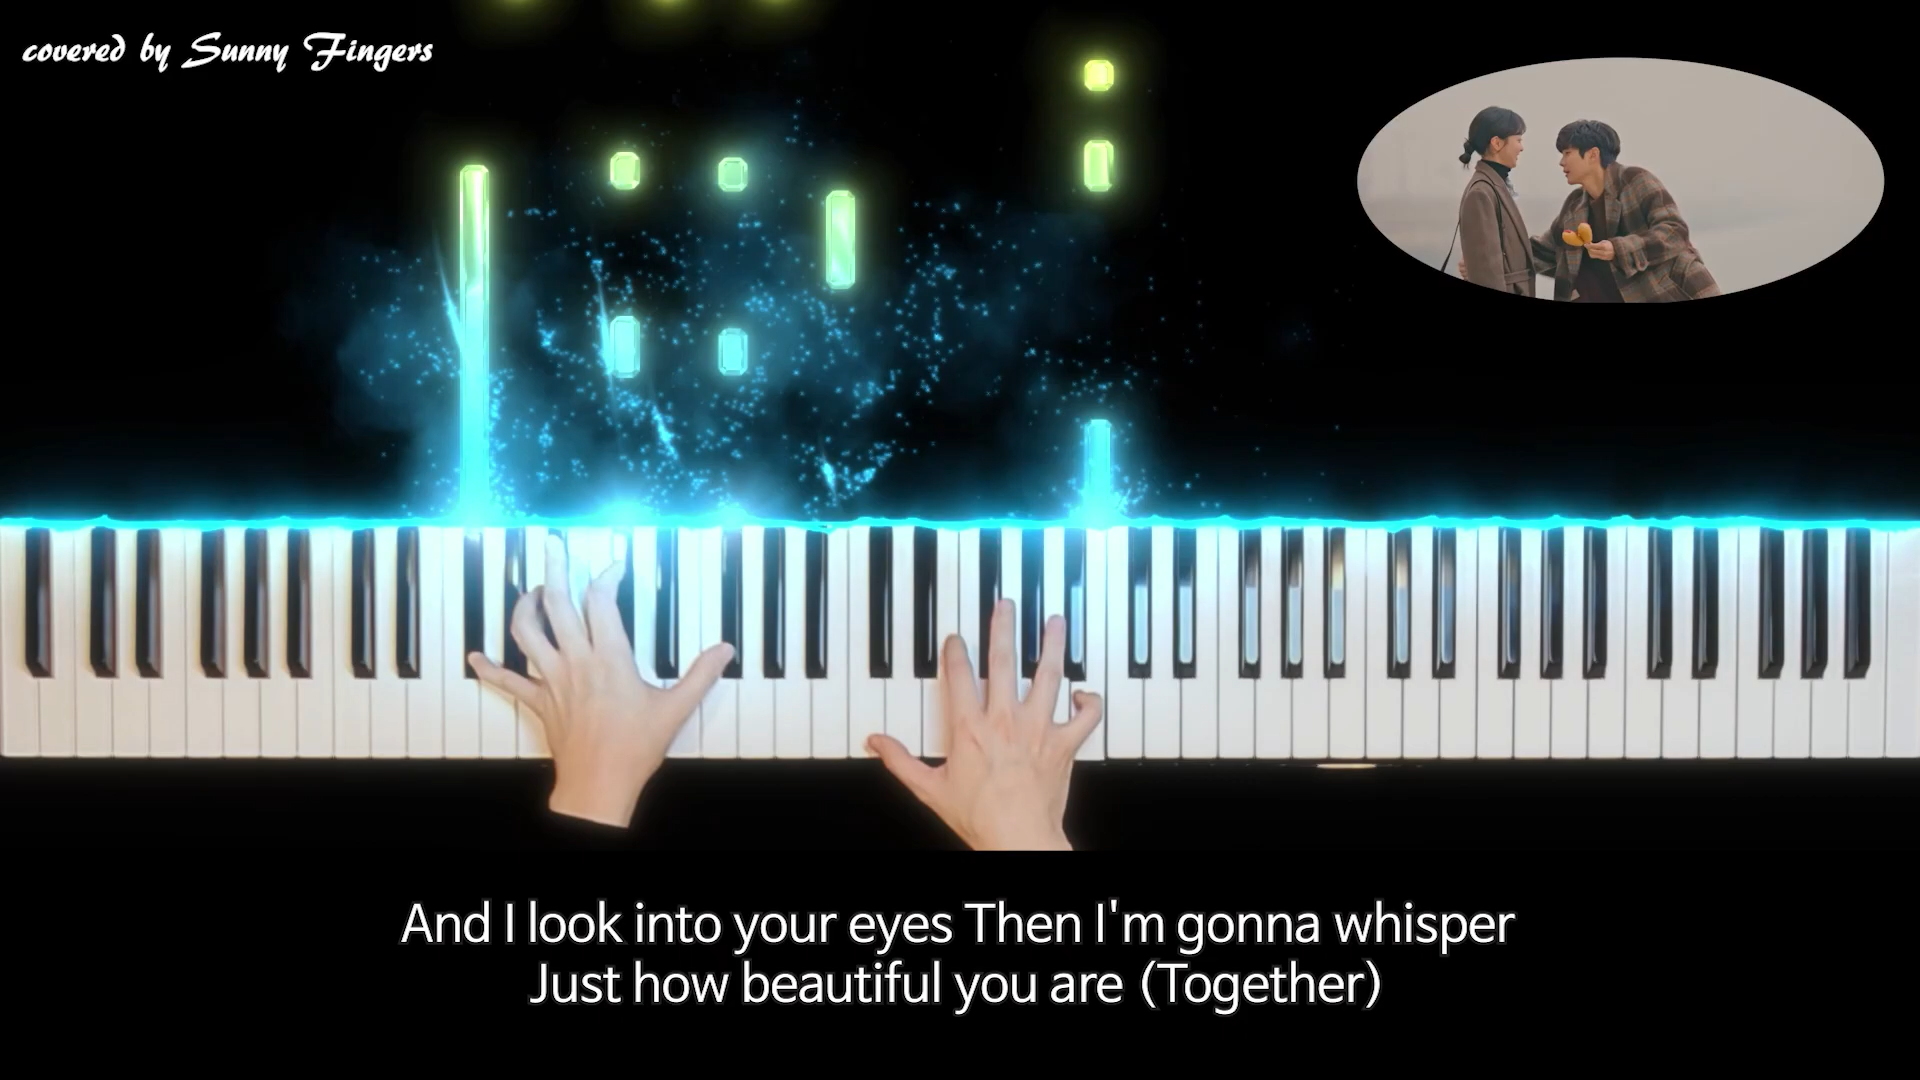 covered by Sunny Fingers
And I look into your eyes Then I'm gonna whisper
Just how beautiful you are (Together)